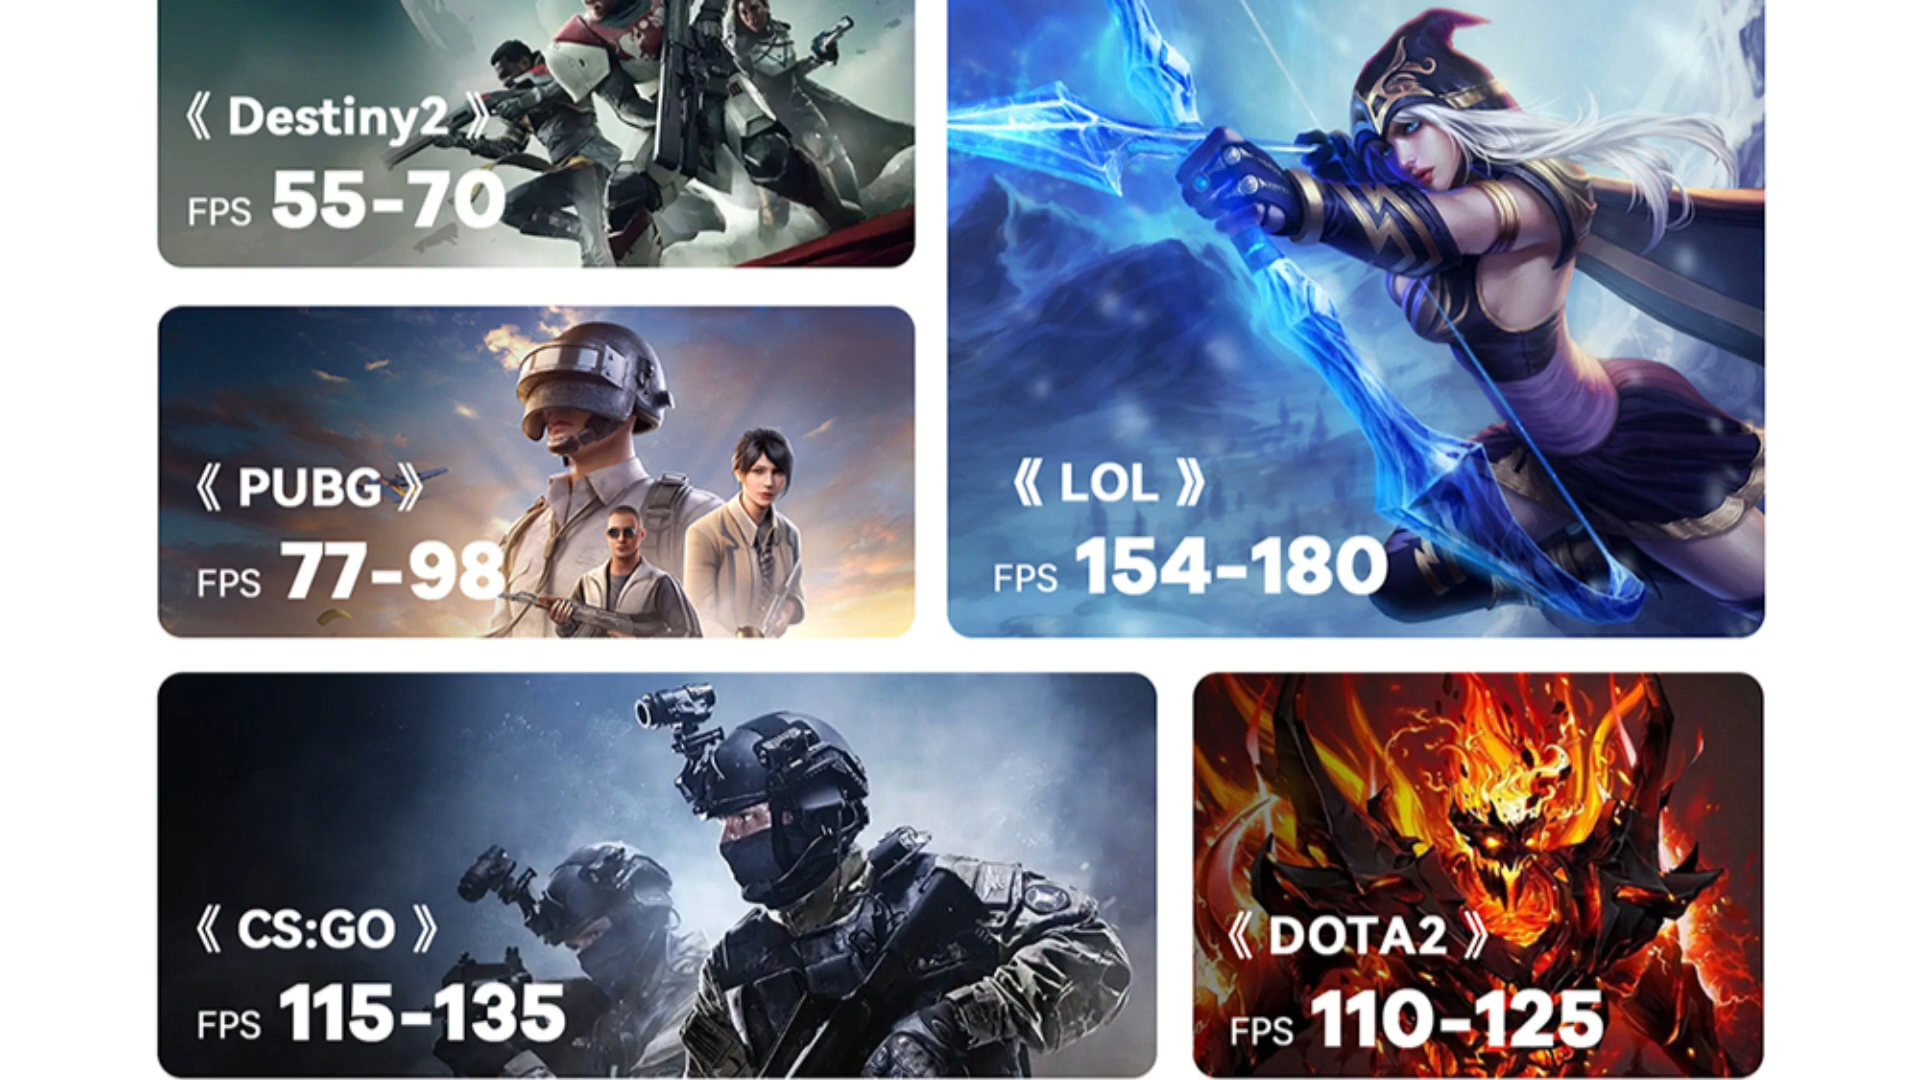 《 Destiny2 》
FPS 55-70
《 PUBG 》
FPS 77-98
《 LOL 》
FPS 154-180
《 CS:GO 》
FPS 115-135
《 DOTA2 》
FPS 110-125